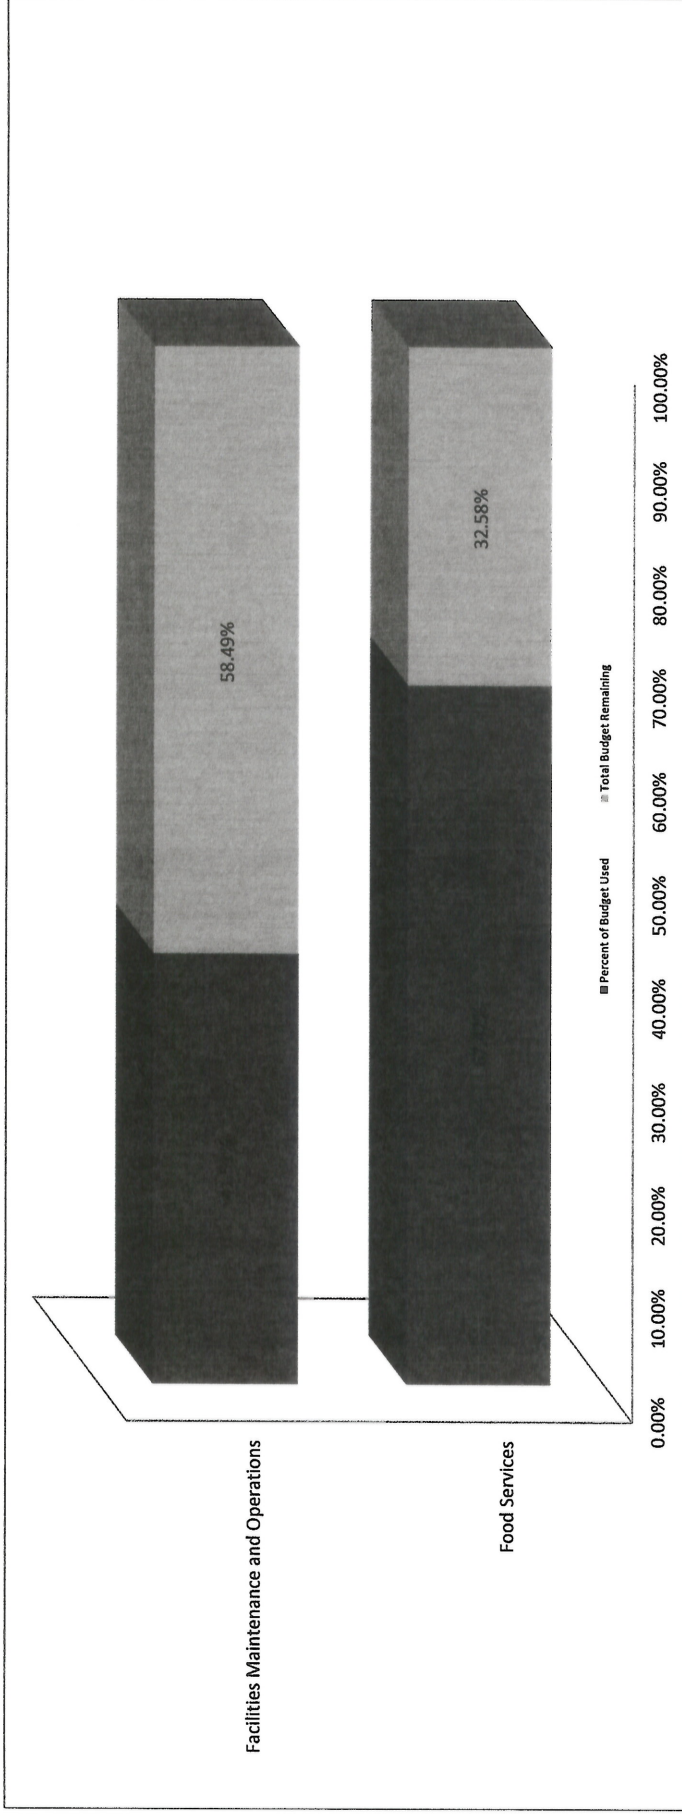 Facilities Maintenance and Operations
58.49%
Food Services
32.58%
■ Percent of Budget Used ■ Total Budget Remaining
0.00% 10.00% 20.00% 30.00% 40.00% 50.00% 60.00% 70.00% 80.00% 90.00% 100.00%